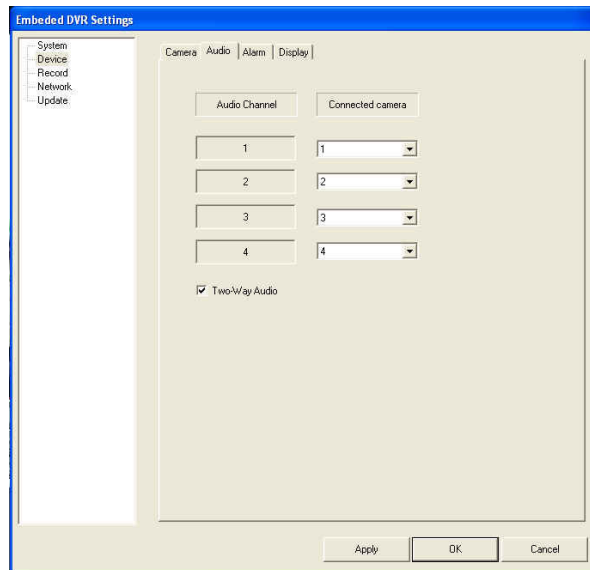 Embeded DVR Settings
System
Device
Record
Network
Update
Camera Audio Alarm Display
Audio Channel Connected camera
1 1
2 2
3 3
4 4
Two-Way Audio
Apply OK Cancel